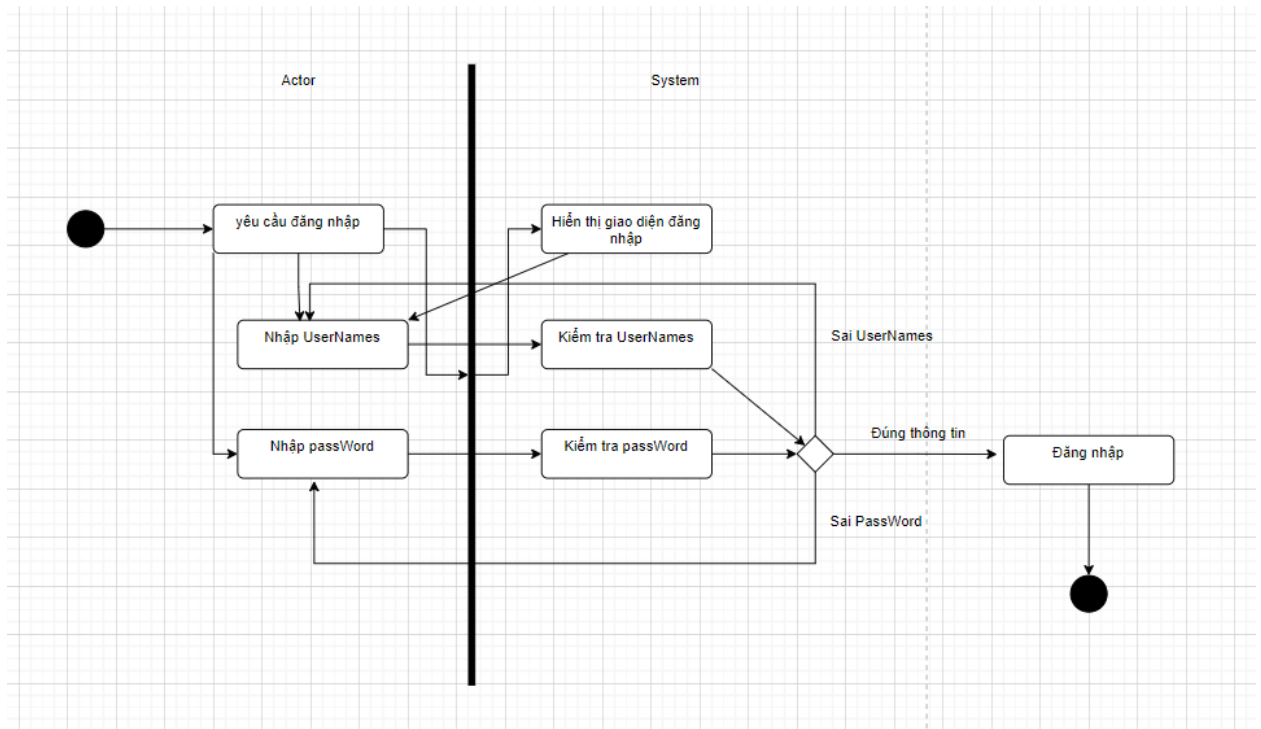 Actor
System
yêu cầu đăng nhập
Hiển thị giao diện đăng
nhập
Nhập UserNames
Kiểm tra UserNames
Sai UserNames
Nhập passWord
Kiểm tra passWord
Đúng thông tin
Đăng nhập
Sai PassWord